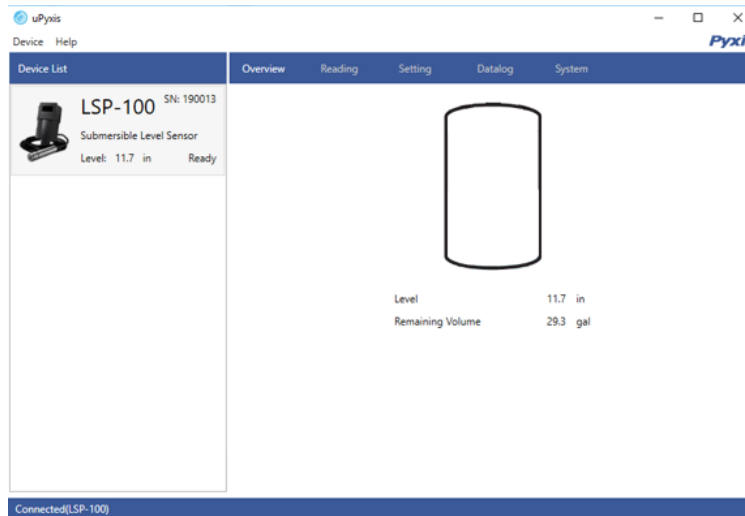 uPyxis
Device Help
Pyxi
Device List
Overview Reading Setting Datalog System
LSP-100 SN: 190013
Submersible Level Sensor
Level: 11.7 in Ready
Level 11.7 in
Remaining Volume 29.3 gal
Connected(LSP-100)